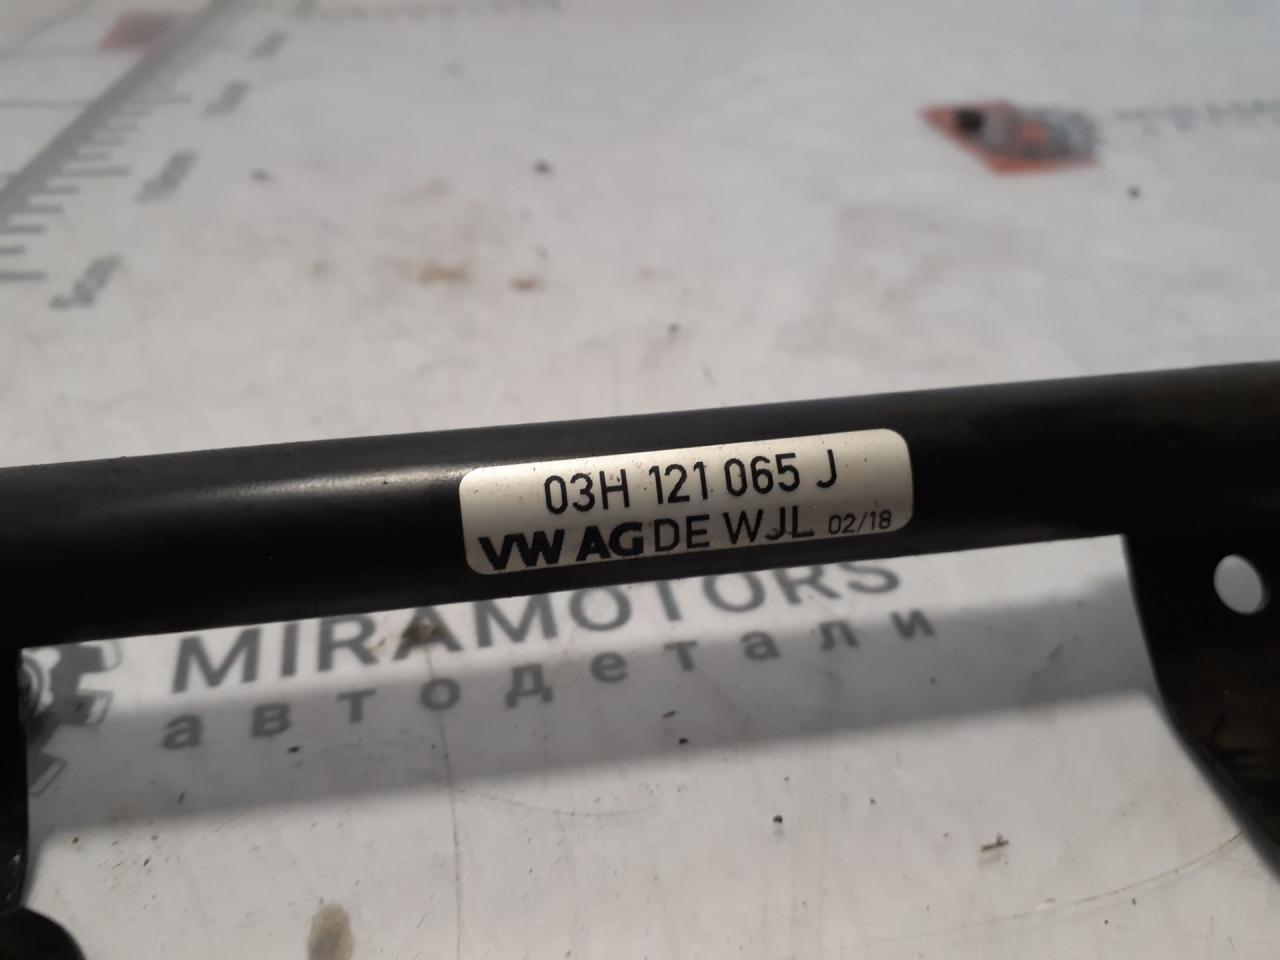 03H 121 065 J
VW AG DE WJL 02/18
MIRAMOTORS
автодетали